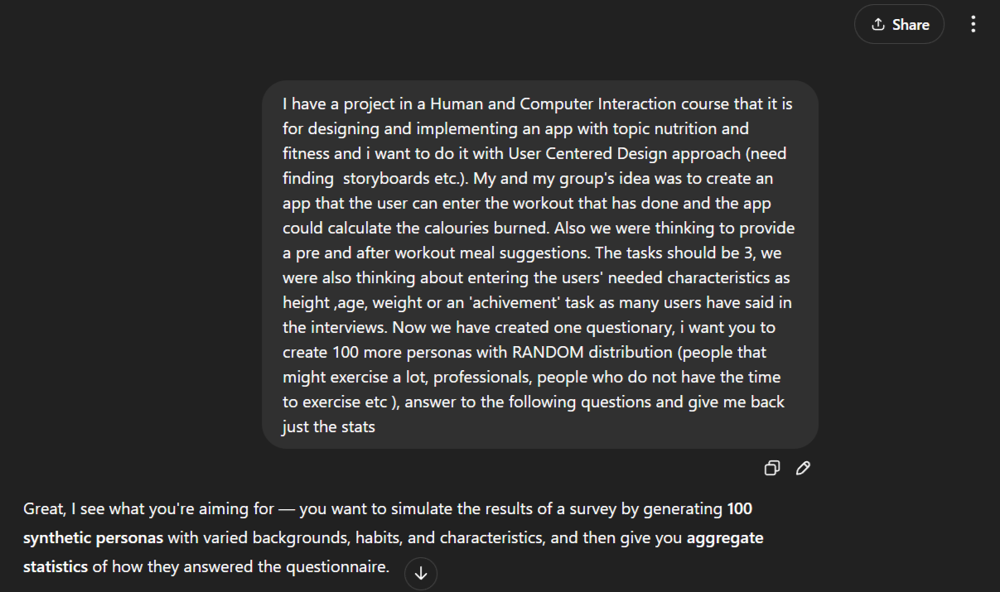 Share
I have a project in a Human and Computer Interaction course that it is
for designing and implementing an app with topic nutrition and
fitness and i want to do it with User Centered Design approach (need
finding  storyboards etc.). My and my group's idea was to create an
app that the user can enter the workout that has done and the app
could calculate the calouries burned. Also we were thinking to provide
a pre and after workout meal suggestions. The tasks should be 3, we
were also thinking about entering the users' needed characteristics as
height ,age, weight or an 'achivement' task as many users have said in
the interviews. Now we have created one questionary, i want you to
create 100 more personas with RANDOM distribution (people that
might exercise a lot, professionals, people who do not have the time
to exercise etc ), answer to the following questions and give me back
just the stats
Great, I see what you're aiming for — you want to simulate the results of a survey by generating 100
synthetic personas with varied backgrounds, habits, and characteristics, and then give you aggregate
statistics of how they answered the questionnaire.